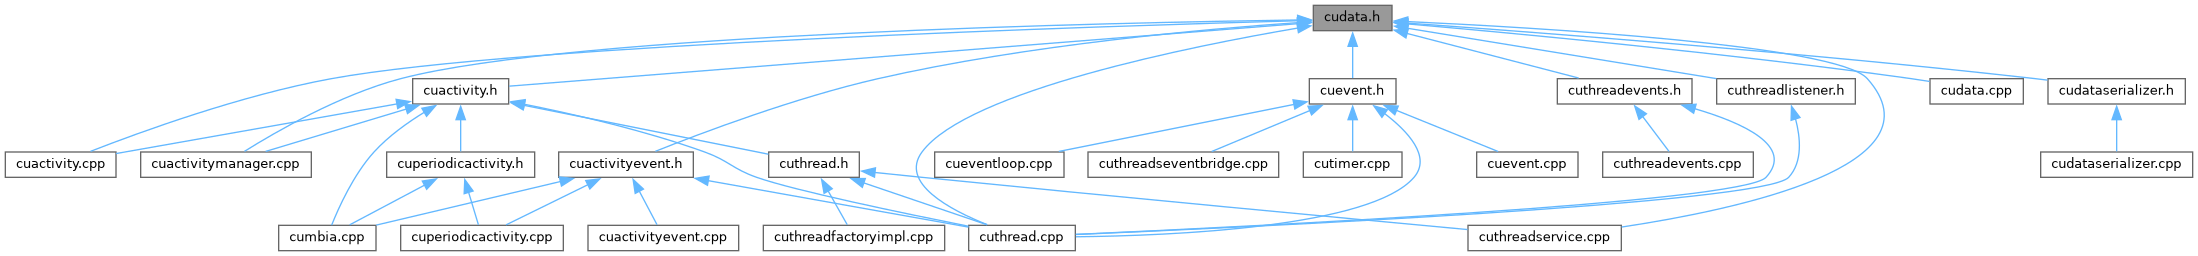 cudata.h
cuactivity.h
cuevent.h
cuthreadevents.h
cuthreadlistener.h
cudata.cpp
cudataserializer.h
cuactivity.cpp
cuactivitymanager.cpp
cuperiodicactivity.h
cuactivityevent.h
cuthread.h
cueventloop.cpp
cuthreadseventbridge.cpp
cutimer.cpp
cuevent.cpp
cuthreadevents.cpp
cudataserializer.cpp
cumbia.cpp
cuperiodicactivity.cpp
cuactivityevent.cpp
cuthreadfactoryimpl.cpp
cuthread.cpp
cuthreadservice.cpp